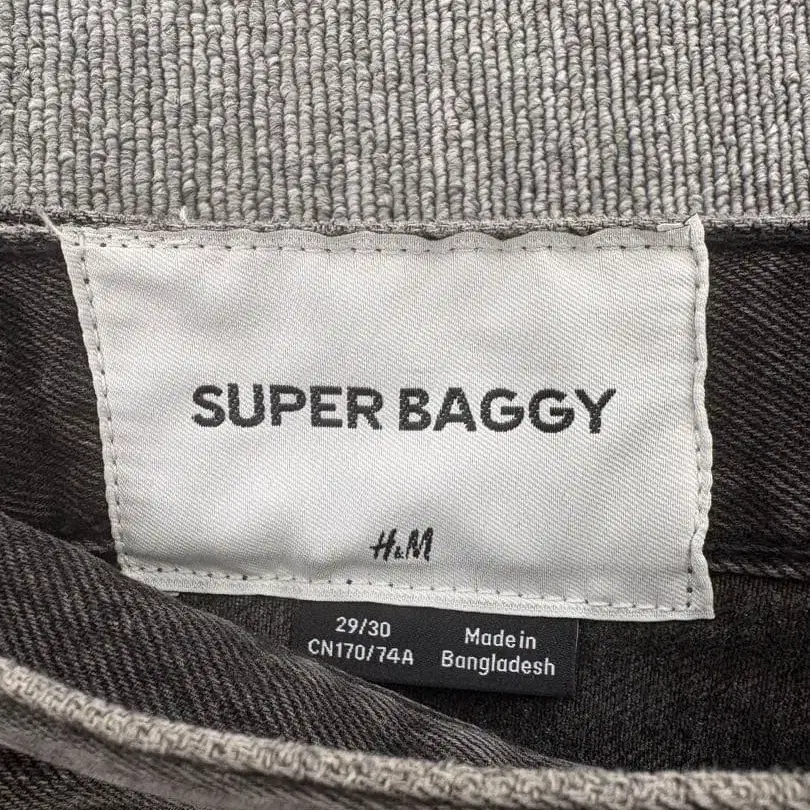 SUPER BAGGY
H&M
29/30
CN170/74A
Made in
Bangladesh